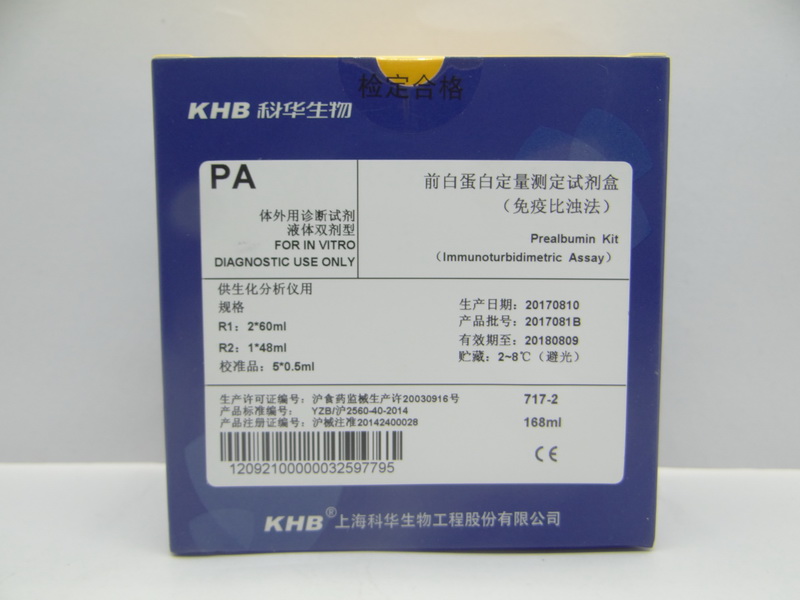 检定合格
KHB 科华生物
PA
体外用诊断试剂
液体双剂型
FOR IN VITRO
DIAGNOSTIC USE ONLY
前白蛋白定量测定试剂盒
（免疫比浊法）
Prealbumin Kit
（Immunoturbidimetric Assay）
供生化分析仪用
规格
R1：2*60ml
R2：1*48ml
校准品：5*0.5ml
生产日期：20170810
产品批号：2017081B
有效期至：20180809
贮藏：2~8℃（避光）
生产许可证编号：沪食药监械生产许20030916号
产品标准编号：YZB/沪2560-40-2014
产品注册证编号：沪械注准20142400028
717-2
168ml
12092100000032597795
CE
KHB®上海科华生物工程股份有限公司